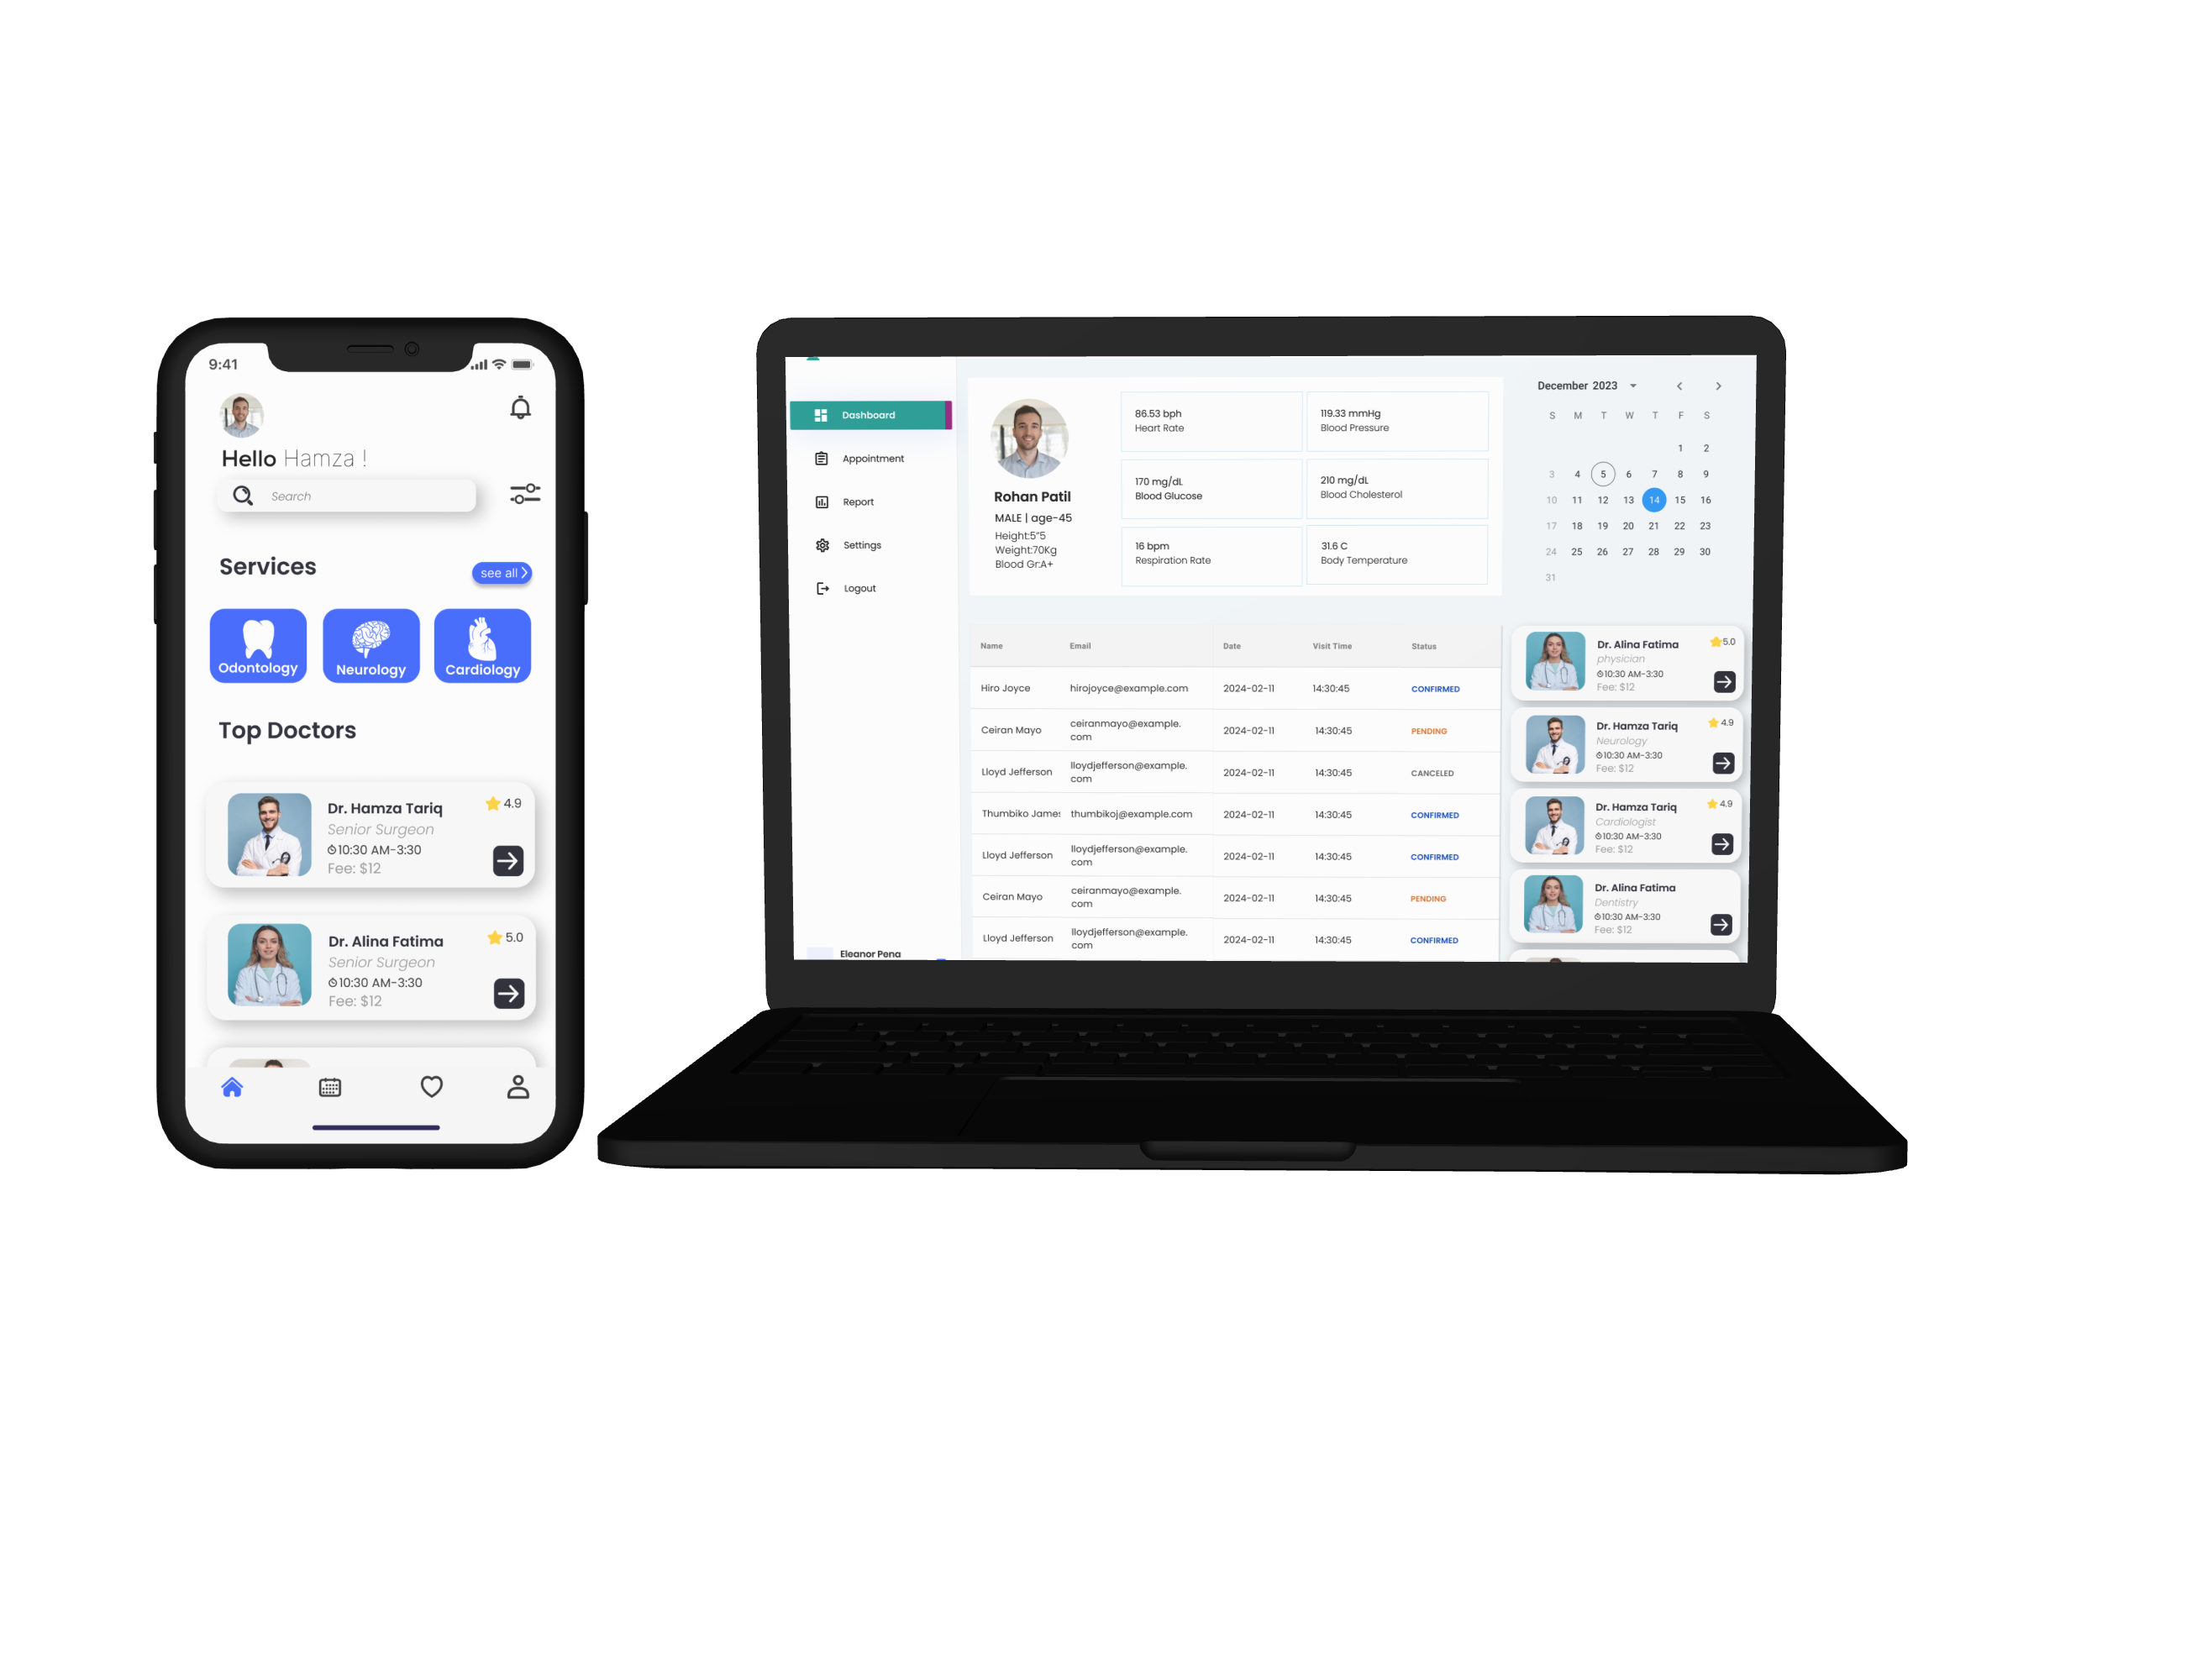 9:41
Hello Hamza !
Search
Services
see all
Odontology
Neurology
Cardiology
Top Doctors
Dr. Hamza Tariq
4.9
Senior Surgeon
10:30 AM-3:30
Fee: $12
Dr. Alina Fatima
5.0
Senior Surgeon
10:30 AM-3:30
Fee: $12
Dashboard
Appointment
Report
Settings
Logout
Eleanor Pena
Rohan Patil
MALE | age-45
Height:5"5
Weight:70Kg
Blood Gr:A+
86.53 bph
Heart Rate
119.33 mmHg
Blood Pressure
170 mg/dL
Blood Glucose
210 mg/dL
Blood Cholesterol
16 bpm
Respiration Rate
31.6 C
Body Temperature
December 2023
S M T W T F S
1 2
3 4 5 6 7 8 9
10 11 12 13 14 15 16
17 18 19 20 21 22 23
24 25 26 27 28 29 30
31
Name Email Date Visit Time Status
Hiro Joyce hirojoyce@example.com 2024-02-11 14:30:45 CONFIRMED
Ceiran Mayo ceiranmayo@example. 2024-02-11 14:30:45 PENDING
com
Lloyd Jefferson lloydjefferson@example. 2024-02-11 14:30:45 CANCELED
com
Thumbiko James thumbikoj@example.com 2024-02-11 14:30:45 CONFIRMED
Lloyd Jefferson lloydjefferson@example. 2024-02-11 14:30:45 CONFIRMED
com
Ceiran Mayo ceiranmayo@example. 2024-02-11 14:30:45 PENDING
com
Lloyd Jefferson lloydjefferson@example. 2024-02-11 14:30:45 CONFIRMED
com
Dr. Alina Fatima
5.0
physician
10:30 AM-3:30
Fee: $12
Dr. Hamza Tariq
4.9
Neurology
10:30 AM-3:30
Fee: $12
Dr. Hamza Tariq
4.9
Cardiologist
10:30 AM-3:30
Fee: $12
Dr. Alina Fatima
Dentistry
10:30 AM-3:30
Fee: $12